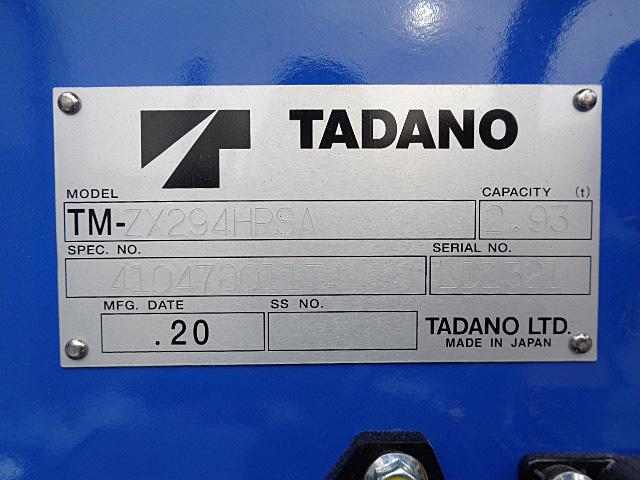 TADANO
MODEL
CAPACITY (t)
TM-ZX294HRSA
2.93
SPEC. NO.
SERIAL NO.
MFG. DATE
SS NO.
.20
TADANO LTD.
MADE IN JAPAN